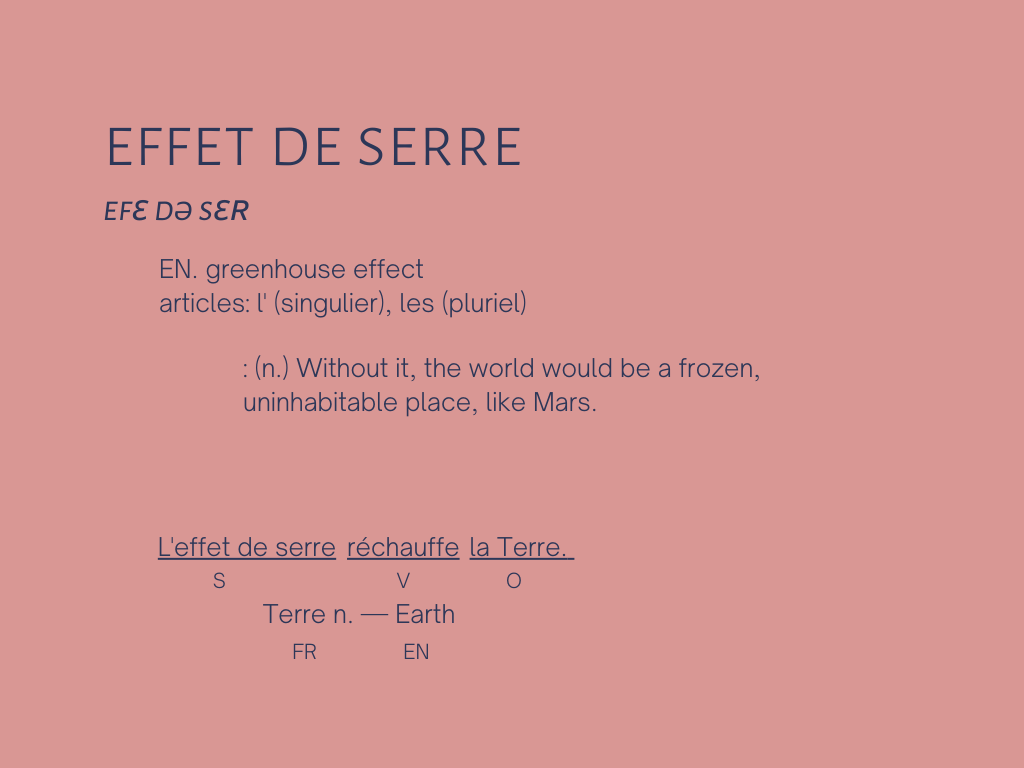 EFFET DE SERRE
EFƐ DƏ SƐR
EN. greenhouse effect
articles: l' (singulier), les (pluriel)
: (n.) Without it, the world would be a frozen,
uninhabitable place, like Mars.
L'effet de serre réchauffe la Terre.
S V O
Terre n. — Earth
FR EN